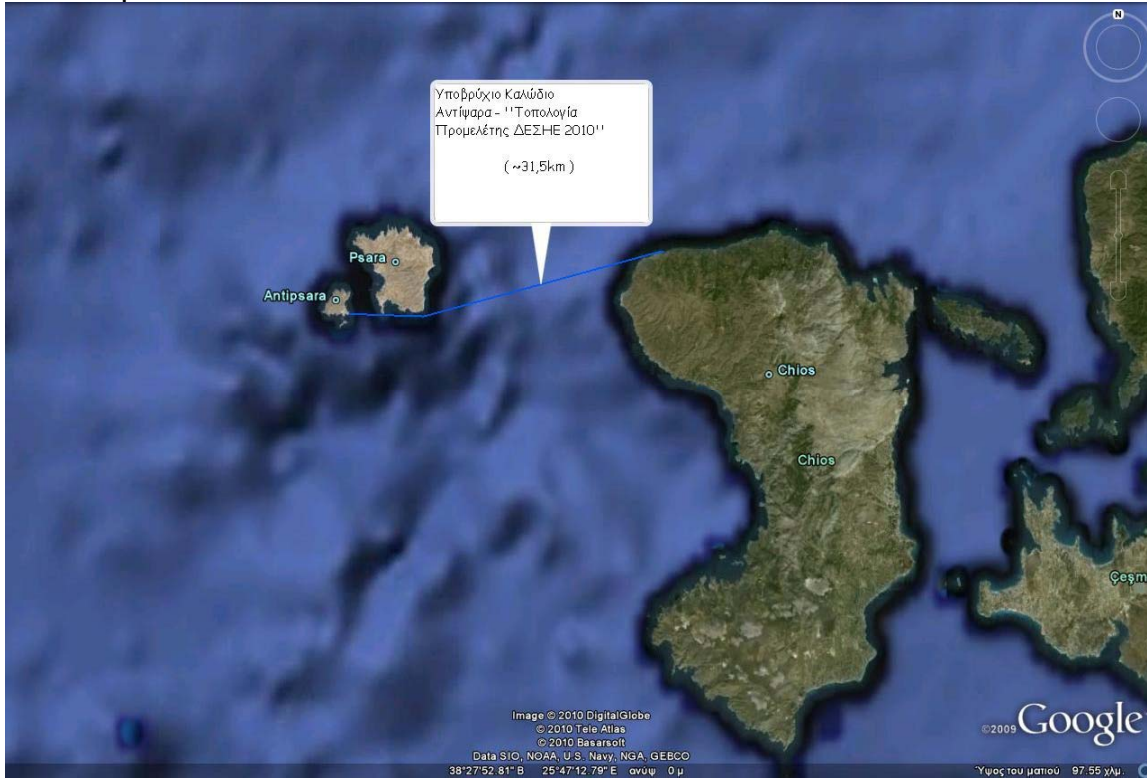 N
Υποβρύχιο Καλώδιο
Αντίψαρα - ''Τοπολογία
Προμελέτης ΔΕΣΗΕ 2010''
( ~31,5km )
Psara
Antipsara
Chios
Chios
Çeşm
Image © 2010 DigitalGlobe
© 2010 Tele Atlas
© 2010 Basarsoft
Data SIO, NOAA, U.S. Navy, NGA, GEBCO
©2009 Google
38°27'52.81" Β 25°47'12.79" Ε ανύψ 0 μ
Ύψος του ματιού 97.55 χλμ.